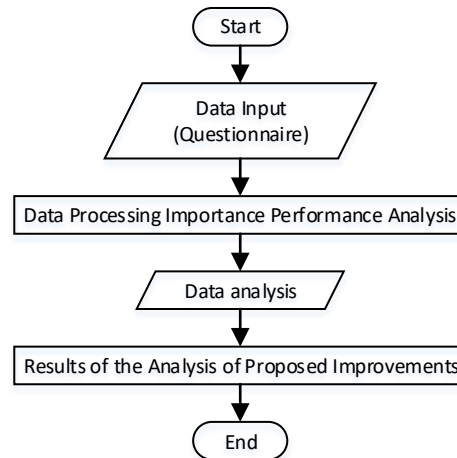 Start
Data Input
(Questionnaire)
Data Processing Importance Performance Analysis
Data analysis
Results of the Analysis of Proposed Improvements
End